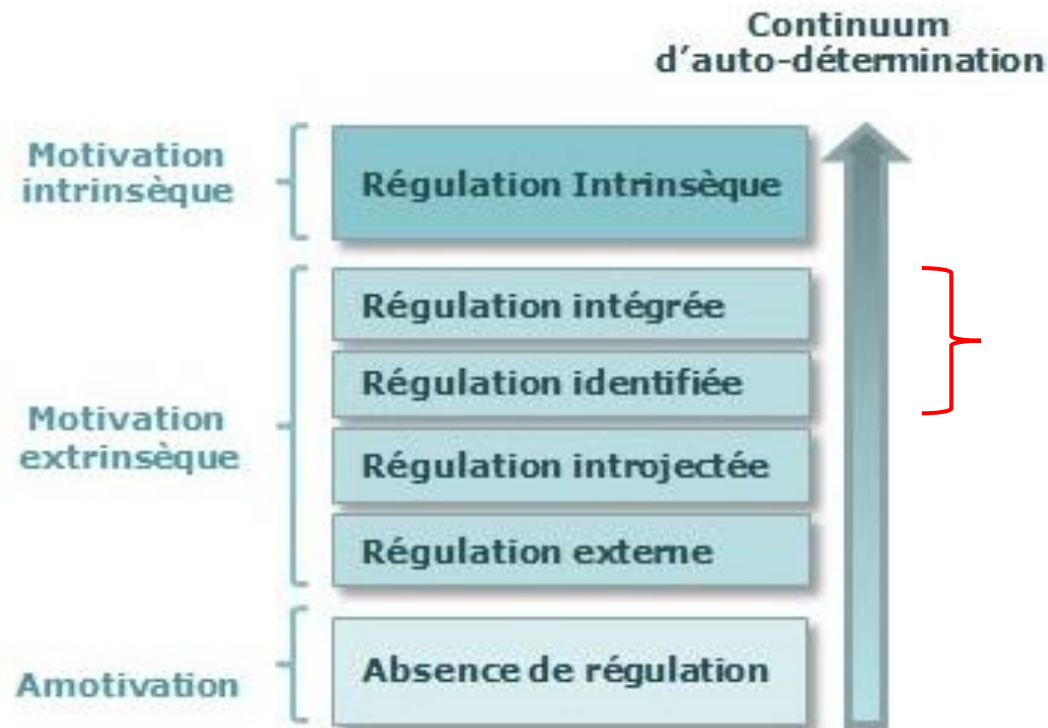 Continuum
d'auto-détermination
Motivation
intrinsèque
Régulation Intrinsèque
Motivation
extrinsèque
Régulation intégrée
Régulation identifiée
Régulation introjectée
Régulation externe
Amotivation
Absence de régulation